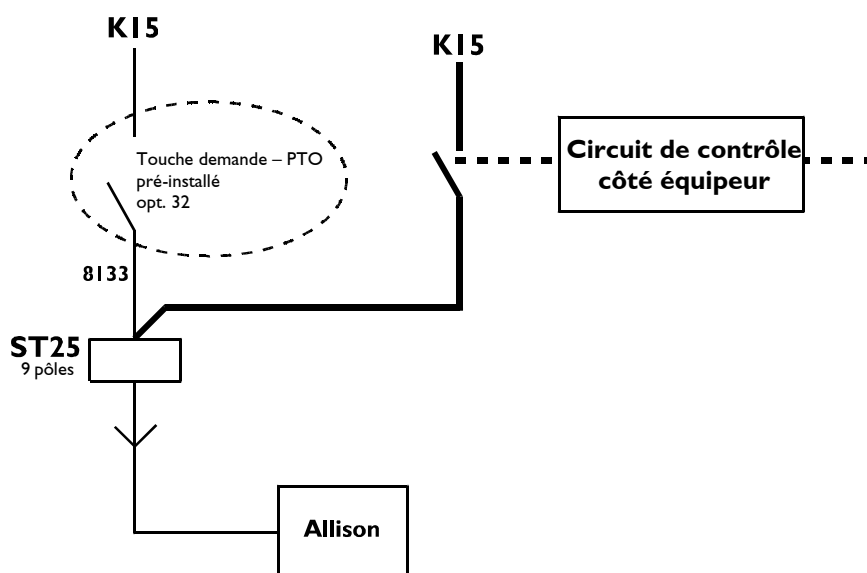 K15
K15
Touche demande – PTO
pré-installé
opt. 32
Circuit de contrôle
côté équipeur
8133
ST25
9 pôles
Allison